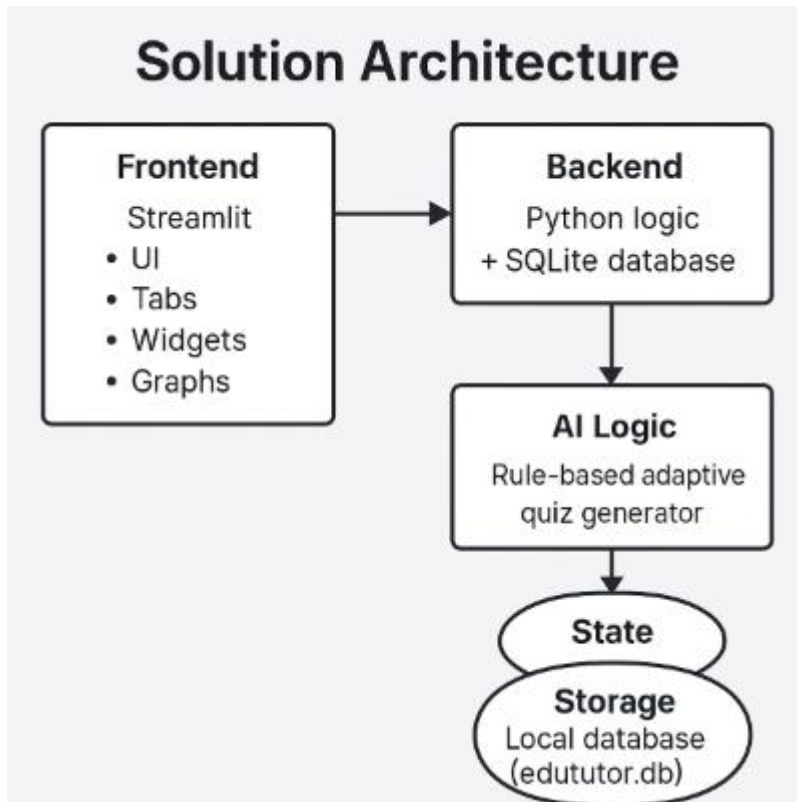 Solution Architecture
Frontend
Streamlit
• UI
• Tabs
• Widgets
• Graphs
Backend
Python logic
+ SQLite database
AI Logic
Rule-based adaptive
quiz generator
State
Storage
Local database
(edututor.db)